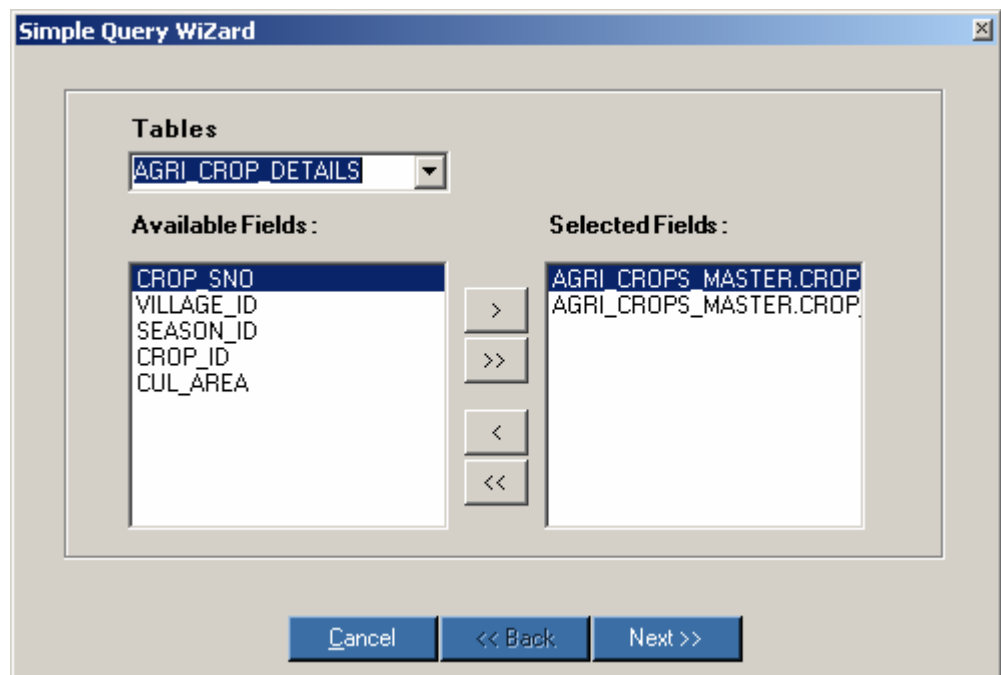 Simple Query WiZard
Tables
AGRI_CROP_DETAILS
Available Fields :
Selected Fields :
CROP_SNO
VILLAGE_ID
SEASON_ID
CROP_ID
CUL_AREA
>
>>
<
<<
AGRI_CROPS_MASTER.CROP
AGRI_CROPS_MASTER.CROP_
Cancel
<< Back
Next >>